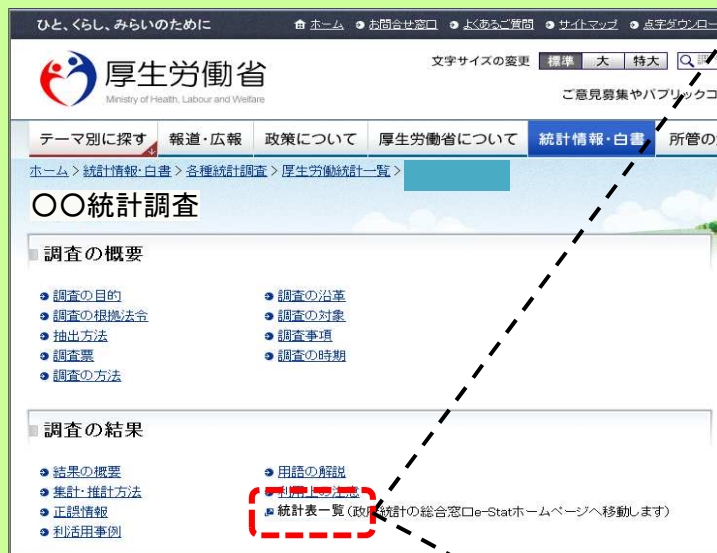 ひと、くらし、みらいのために
ホーム お問合せ窓口 よくあるご質問 サイトマップ 点字ダウンロー
厚生労働省
Ministry of Health, Labour and Welfare
文字サイズの変更 標準 大 特大
ご意見募集やパブリックコ
テーマ別に探す 報道・広報 政策について 厚生労働省について 統計情報・白書 所管の
ホーム > 統計情報・白書 > 各種統計調査 > 厚生労働統計一覧 >
〇〇統計調査
調査の概要
調査の目的 調査の沿革
調査の根拠法令 調査の対象
抽出方法 調査事項
調査票 調査の時期
調査の方法
調査の結果
結果の概要 用語の解説
集計・推計方法 利用上の注意
正誤情報 統計表一覧(政府統計の総合窓口e-Statホームページへ移動します)
利活用事例